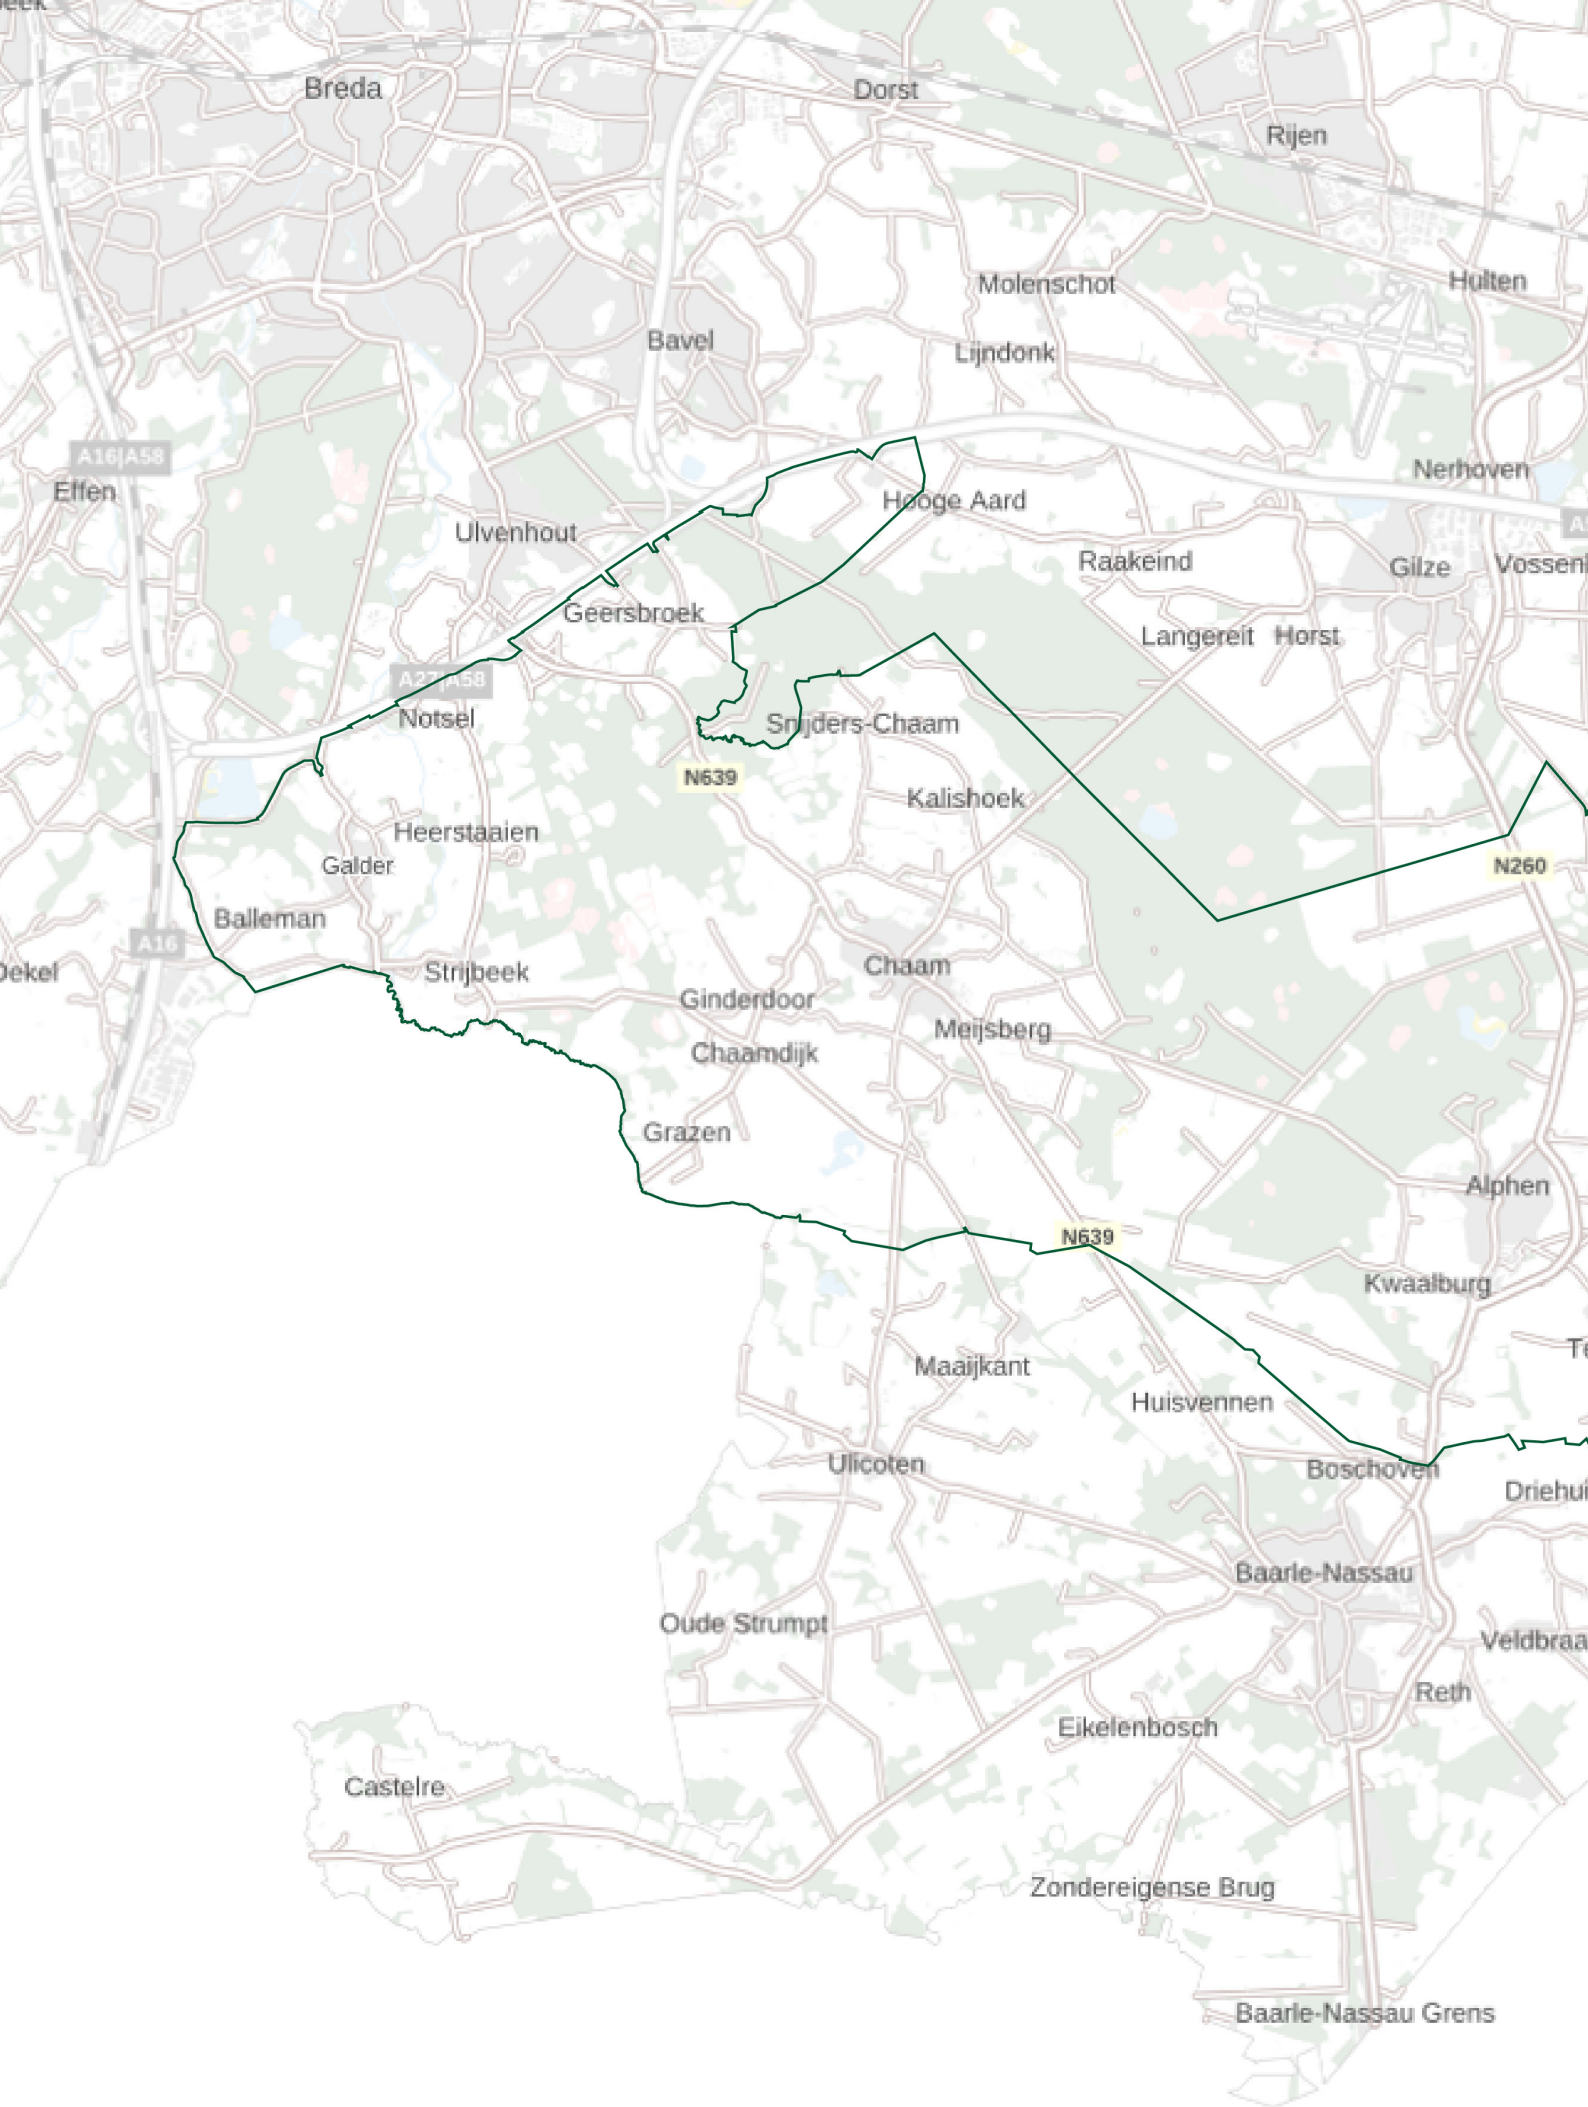 Breda
Dorst
Rijen
Molenschot
Hulten
Bavel
Lijndonk
A16|A58
Effen
Nerhoven
Hooge Aard
Ulvenhout
Raakeind
Gilze
Geersbroek
Langereit
Horst
A27|A58
Notsel
Snijders-Chaam
N639
Kalishoek
Heerstaaien
Galder
N260
Balleman
A16
Strijbeek
Chaam
Ginderdoor
Meijsberg
Chaamdijk
Grazen
Alphen
N639
Kwaalburg
Maaijkant
Huisvennen
Ulicoten
Boschoven
Baarle-Nassau
Oude Strumpt
Reth
Eikelenbosch
Castelre
Zondereigense Brug
Baarle-Nassau Grens